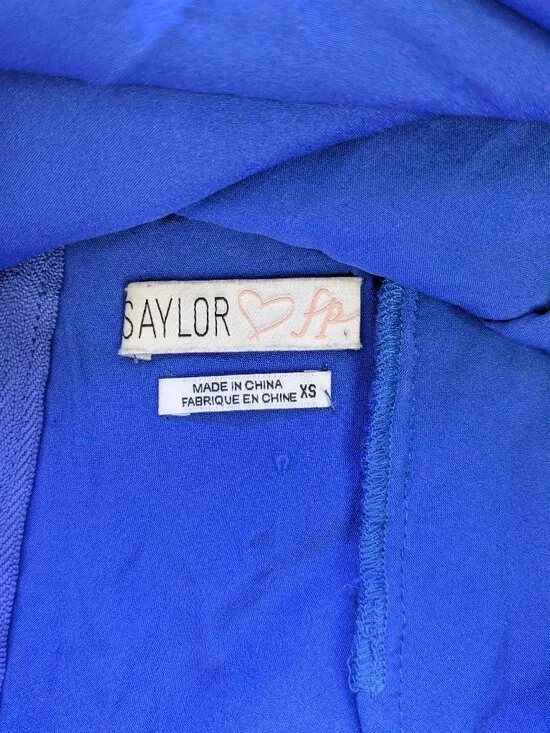 SAYLOR ♡ fp
MADE IN CHINA
FABRIQUE EN CHINE XS